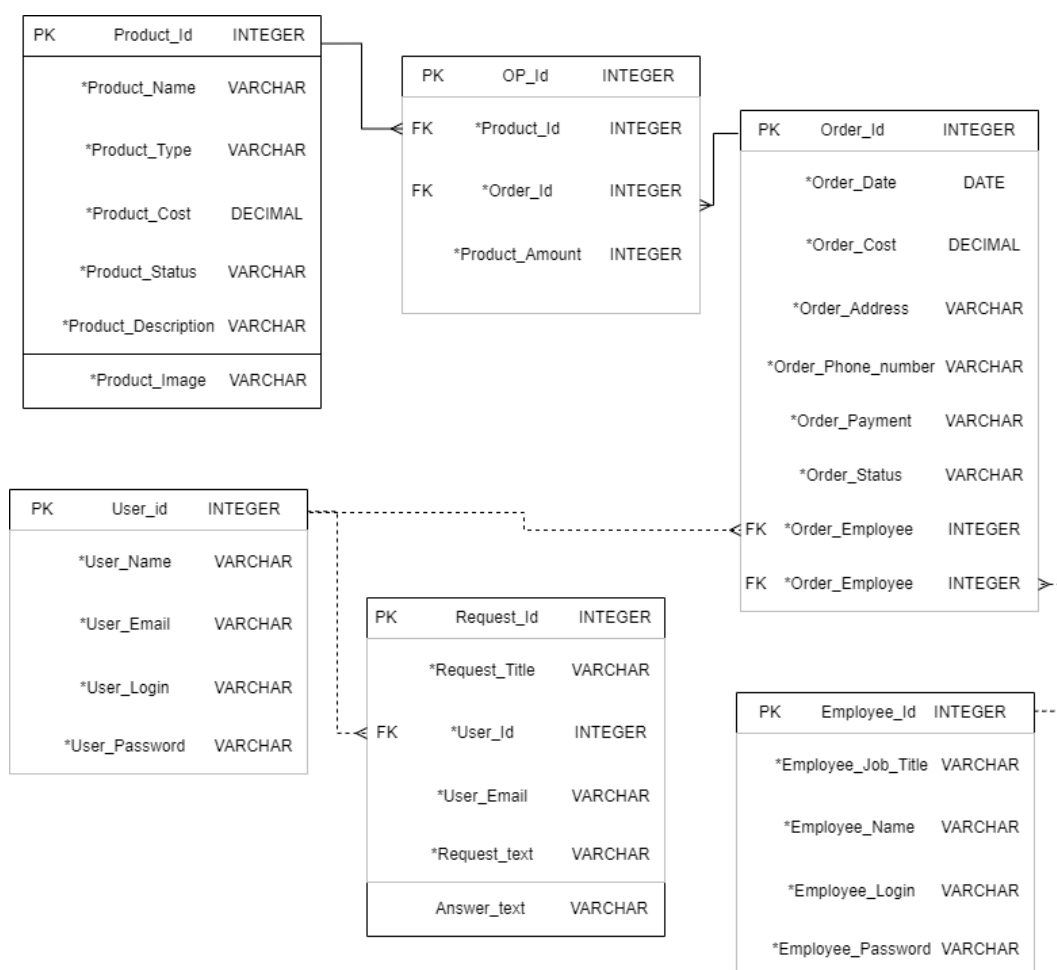 PK Product_Id INTEGER
*Product_Name VARCHAR
*Product_Type VARCHAR
*Product_Cost DECIMAL
*Product_Status VARCHAR
*Product_Description VARCHAR
*Product_Image VARCHAR
PK OP_Id INTEGER
FK *Product_Id INTEGER
FK *Order_Id INTEGER
*Product_Amount INTEGER
PK Order_Id INTEGER
*Order_Date DATE
*Order_Cost DECIMAL
*Order_Address VARCHAR
*Order_Phone_number VARCHAR
*Order_Payment VARCHAR
*Order_Status VARCHAR
FK *Order_Employee INTEGER
FK *Order_Employee INTEGER
PK User_id INTEGER
*User_Name VARCHAR
*User_Email VARCHAR
*User_Login VARCHAR
*User_Password VARCHAR
PK Request_Id INTEGER
*Request_Title VARCHAR
FK *User_Id INTEGER
*User_Email VARCHAR
*Request_text VARCHAR
Answer_text VARCHAR
PK Employee_Id INTEGER
*Employee_Job_Title VARCHAR
*Employee_Name VARCHAR
*Employee_Login VARCHAR
*Employee_Password VARCHAR